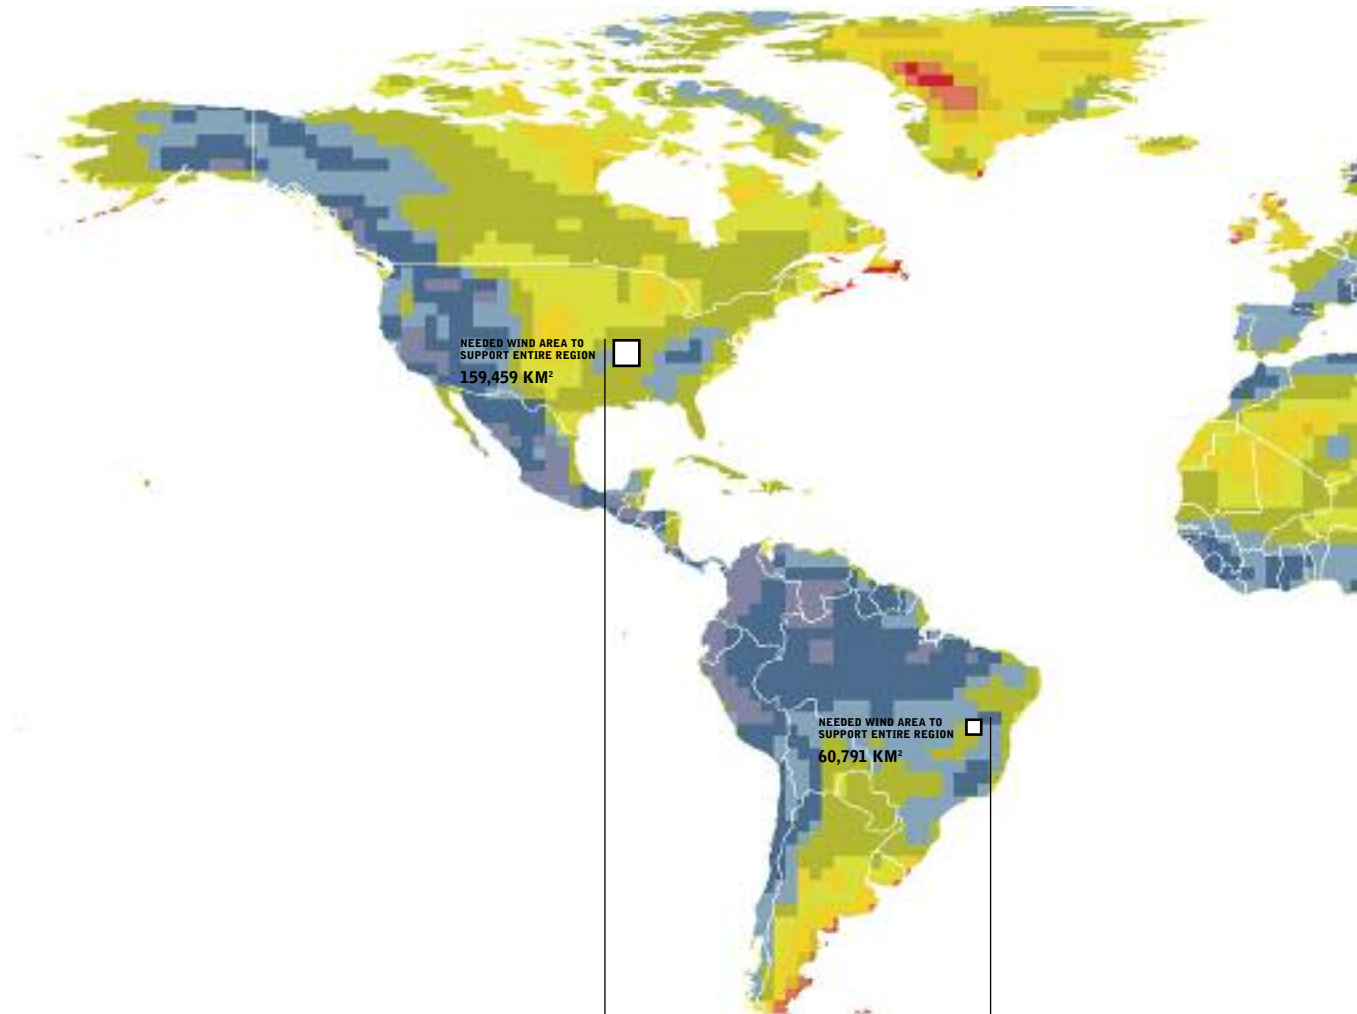 NEEDED WIND AREA TO
SUPPORT ENTIRE REGION
159,459 KM²
NEEDED WIND AREA TO
SUPPORT ENTIRE REGION
60,791 KM²